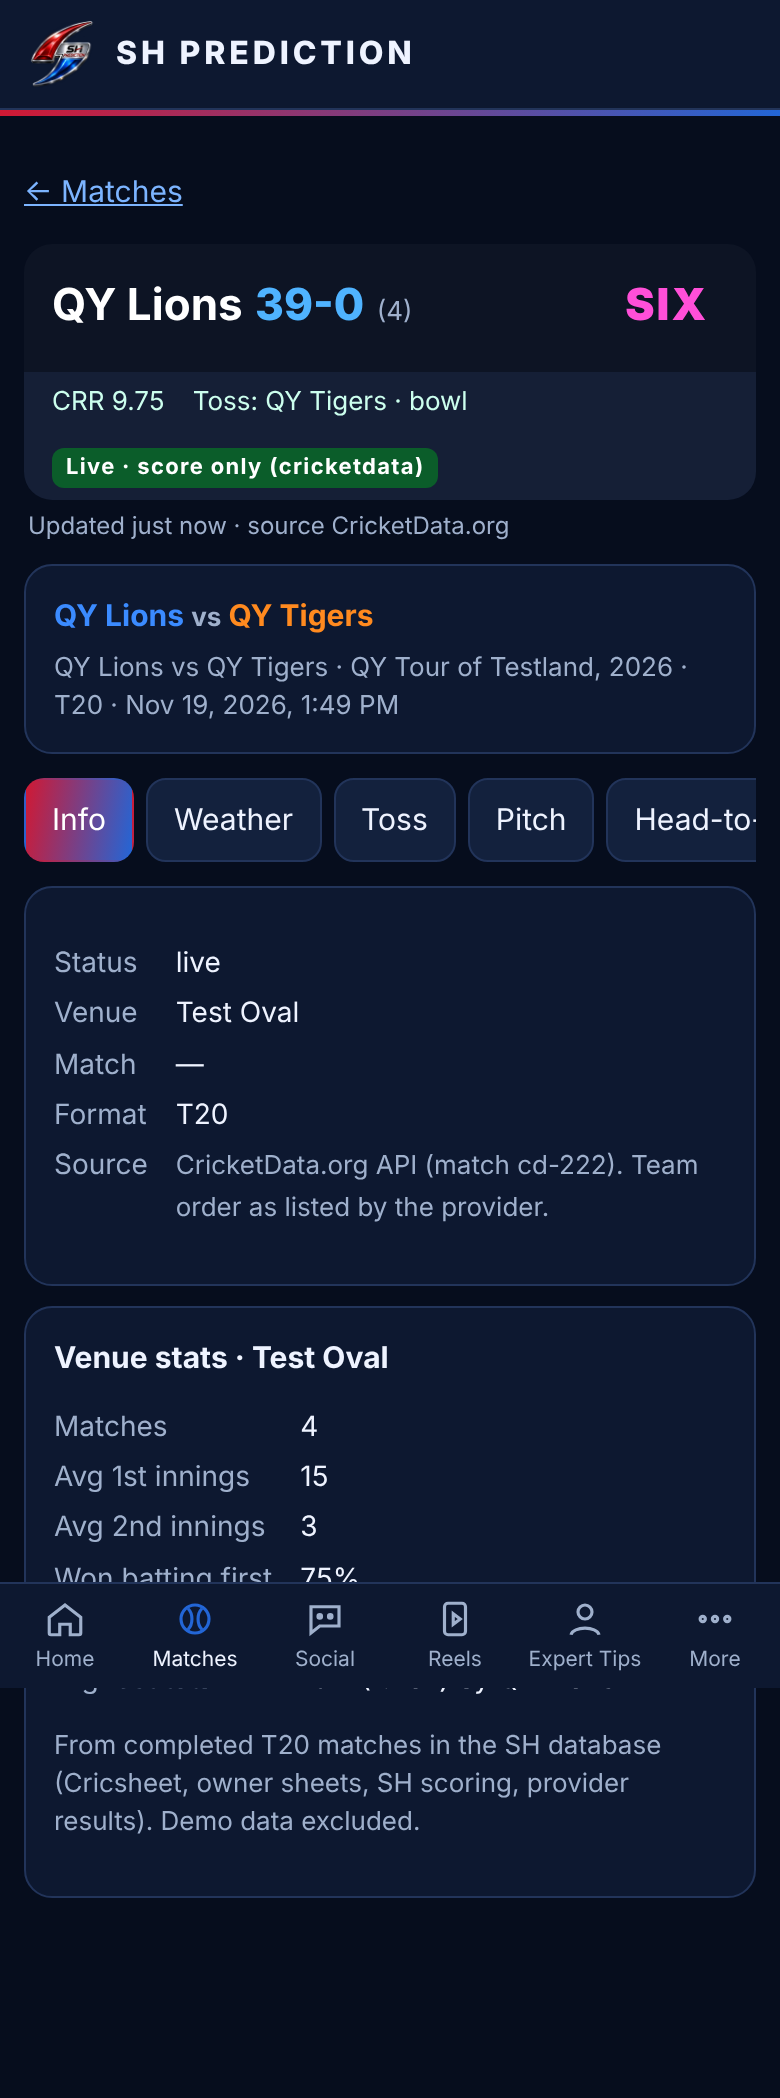 SH PREDICTION
← Matches
QY Lions 39-0 (4) SIX
CRR 9.75 Toss: QY Tigers · bowl
Live · score only (cricketdata)
Updated just now · source CricketData.org
QY Lions vs QY Tigers
QY Lions vs QY Tigers · QY Tour of Testland, 2026 ·
T20 · Nov 19, 2026, 1:49 PM
Info Weather Toss Pitch Head-to-
Status live
Venue Test Oval
Match —
Format T20
Source CricketData.org API (match cd-222). Team
order as listed by the provider.
Venue stats · Test Oval
Matches 4
Avg 1st innings 15
Avg 2nd innings 3
Won batting first 75%
Home Matches Social Reels Expert Tips More
From completed T20 matches in the SH database
(Cricsheet, owner sheets, SH scoring, provider
results). Demo data excluded.